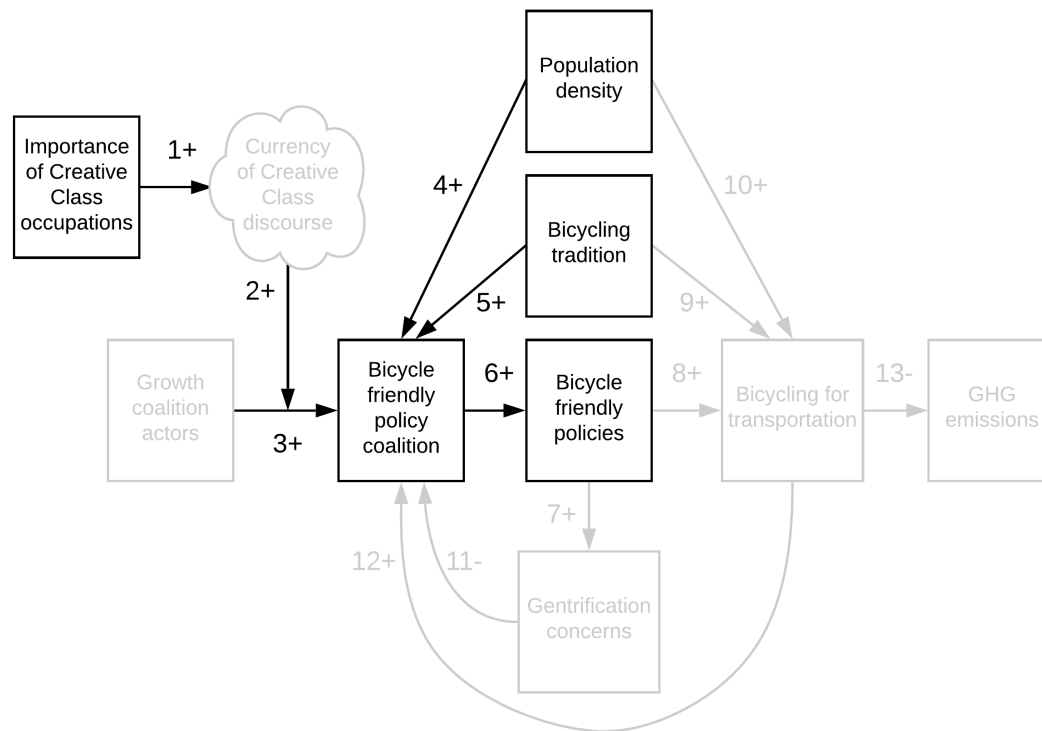 Population
density
Importance
of Creative
Class
occupations
1+
Currency
of Creative
Class
discourse
4+
10+
Bicycling
tradition
2+
5+
9+
Growth
coalition
actors
3+
Bicycle
friendly
policy
coalition
6+
Bicycle
friendly
policies
8+
Bicycling for
transportation
13-
GHG
emissions
7+
12+
11-
Gentrification
concerns